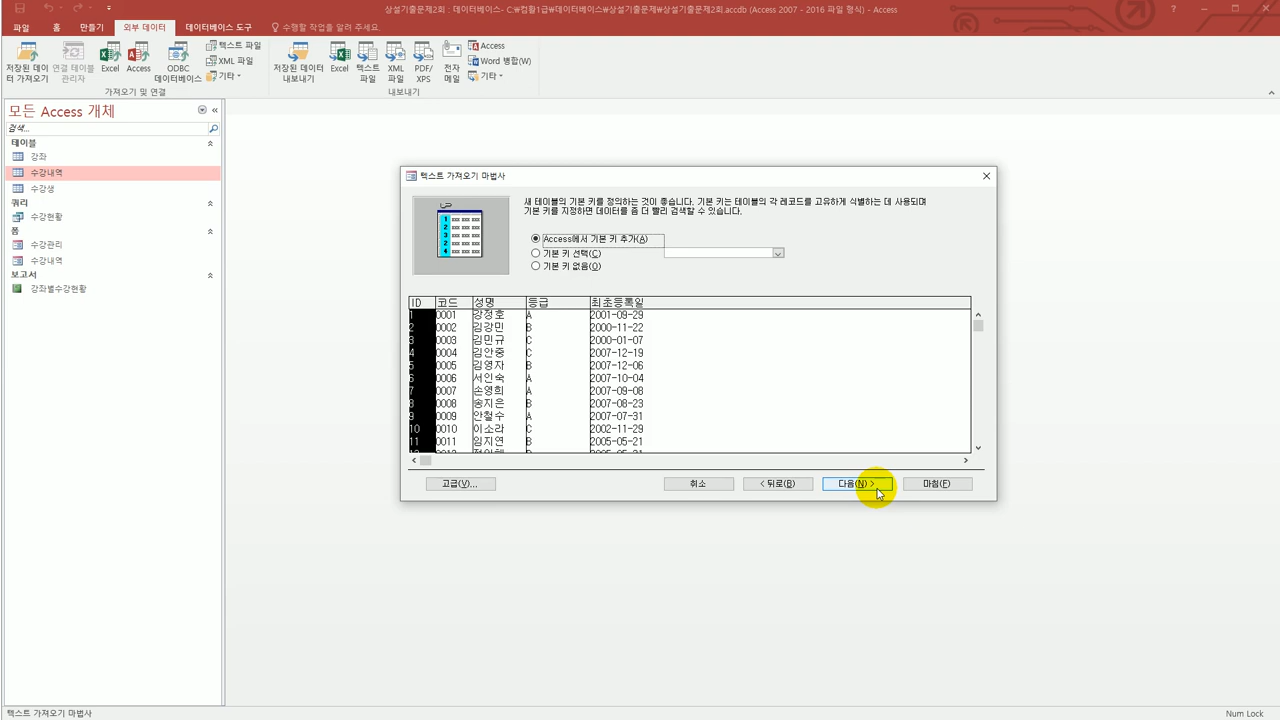 상설기출문제2회 : 데이터베이스- C:₩컴활1급₩데이터베이스₩상설기출문제₩상설기출문제2회.accdb (Access 2007 - 2016 파일 형식) - Access
파일 홈 만들기 외부 데이터 데이터베이스 도구 수행할 작업을 알려 주세요.
저장된 데이터 가져오기
연결 테이블 관리자
Excel
Access
ODBC 데이터베이스
텍스트 파일
XML 파일
기타
가져오기 및 연결
저장된 데이터 내보내기
Excel
텍스트 파일
XML 파일
PDF/XPS
전자 메일
Access
Word 병합(W)
기타
내보내기
모든 Access 개체
검색...
테이블
강좌
수강내역
수강생
쿼리
수강현황
폼
수강관리
수강내역
보고서
강좌별수강현황
텍스트 가져오기 마법사
새 테이블의 기본 키를 정의하는 것이 좋습니다. 기본 키는 테이블의 각 레코드를 고유하게 식별하는 데 사용되며
기본 키를 지정하면 데이터를 좀 더 빨리 검색할 수 있습니다.
Access에서 기본 키 추가(A)
기본 키 선택(C)
기본 키 없음(O)
ID 코드 성명 등급 최초등록일
1 0001 강정호 A 2001-09-29
2 0002 김강민 B 2000-11-22
3 0003 김민규 C 2000-01-07
4 0004 김안중 C 2007-12-19
5 0005 김영자 B 2007-12-06
6 0006 서인숙 A 2007-10-04
7 0007 손영희 A 2007-09-08
8 0008 송지은 B 2007-08-23
9 0009 안철수 A 2007-07-31
10 0010 이소라 C 2002-11-29
11 0011 임지연 B 2005-05-21
고급(V)... 취소 < 뒤로(B) 다음(N) > 마침(F)
텍스트 가져오기 마법사
Num Lock